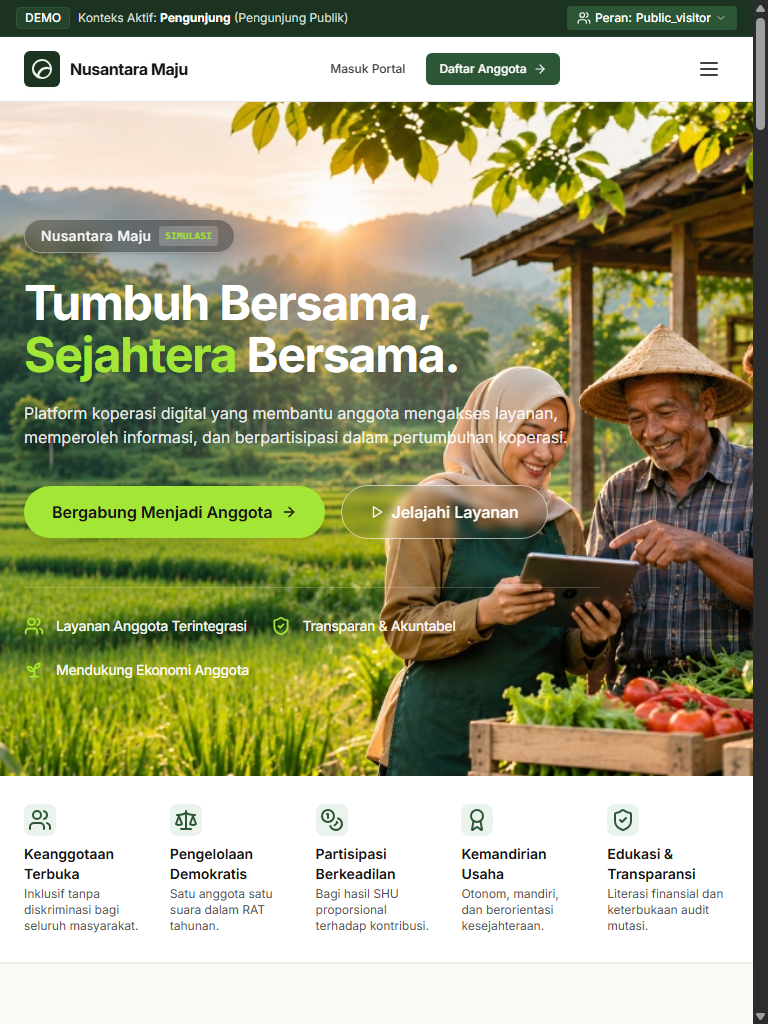 DEMO Konteks Aktif: Pengunjung (Pengunjung Publik)
Peran: Public_visitor
Nusantara Maju
Masuk Portal
Daftar Anggota
Nusantara Maju SIMULASI
Tumbuh Bersama,
Sejahtera Bersama.
Platform koperasi digital yang membantu anggota mengakses layanan,
memperoleh informasi, dan berpartisipasi dalam pertumbuhan koperasi.
Bergabung Menjadi Anggota
Jelajahi Layanan
Layanan Anggota Terintegrasi
Transparan & Akuntabel
Mendukung Ekonomi Anggota
Keanggotaan
Terbuka
Inklusif tanpa
diskriminasi bagi
seluruh masyarakat.
Pengelolaan
Demokratis
Satu anggota satu
suara dalam RAT
tahunan.
Partisipasi
Berkeadilan
Bagi hasil SHU
proporsional
terhadap kontribusi.
Kemandirian
Usaha
Otonom, mandiri,
dan berorientasi
kesejahteraan.
Edukasi &
Transparansi
Literasi finansial dan
keterbukaan audit
mutasi.